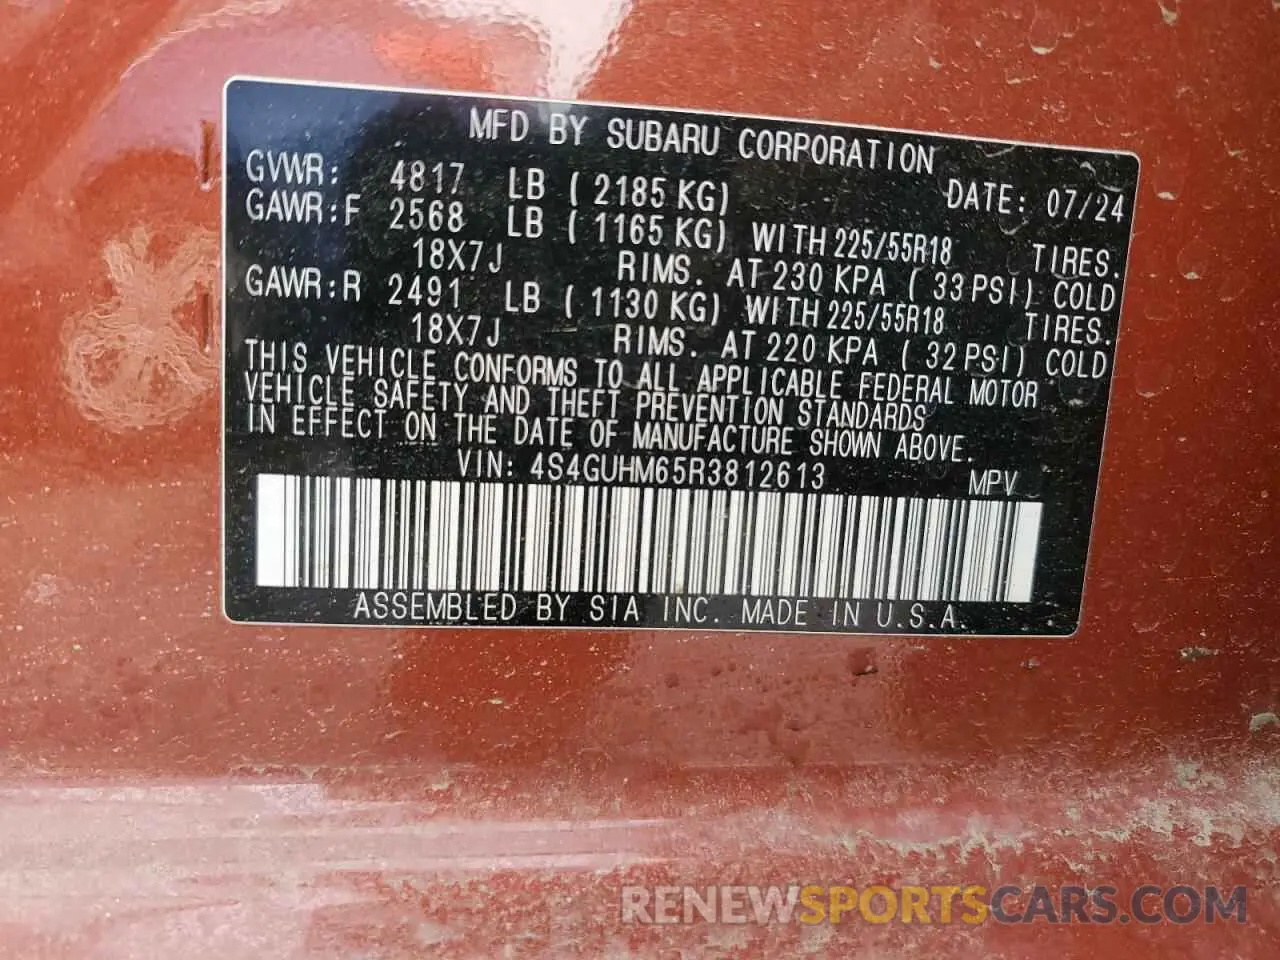 MFD BY SUBARU CORPORATION
GVWR: 4817 LB ( 2185 KG) DATE: 07/24
GAWR:F 2568 LB ( 1165 KG) WITH 225/55R18 TIRES.
18X7J RIMS. AT 230 KPA ( 33 PSI) COLD
GAWR:R 2491 LB ( 1130 KG) WITH 225/55R18 TIRES.
18X7J RIMS. AT 220 KPA ( 32 PSI) COLD
THIS VEHICLE CONFORMS TO ALL APPLICABLE FEDERAL MOTOR
VEHICLE SAFETY AND THEFT PREVENTION STANDARDS
IN EFFECT ON THE DATE OF MANUFACTURE SHOWN ABOVE.
VIN: 4S4GUHM65R3812613 MPV
ASSEMBLED BY SIA INC. MADE IN U.S.A.
RENEWSPORTSCARS.COM